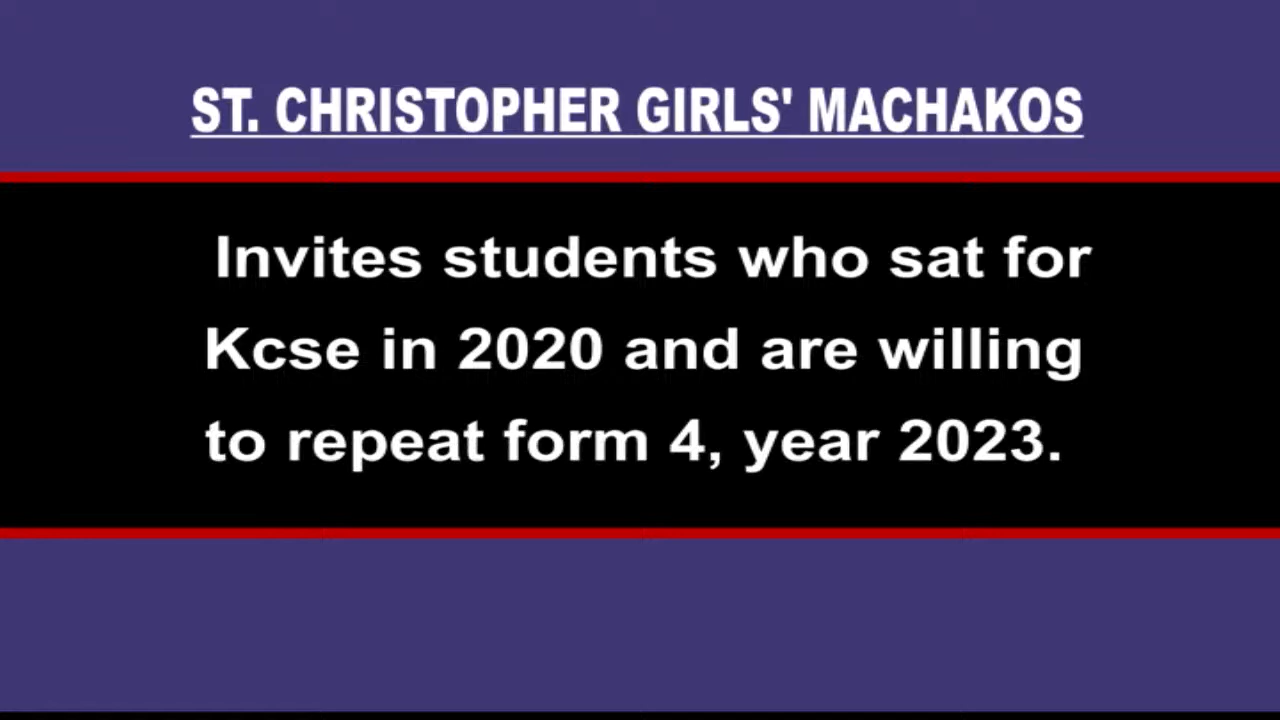 ST. CHRISTOPHER GIRLS' MACHAKOS
Invites students who sat for
Kcse in 2020 and are willing
to repeat form 4, year 2023.